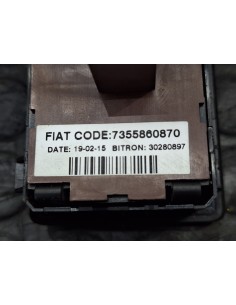 FIAT CODE:7355860870
DATE: 19-02-15 BITRON: 30280897